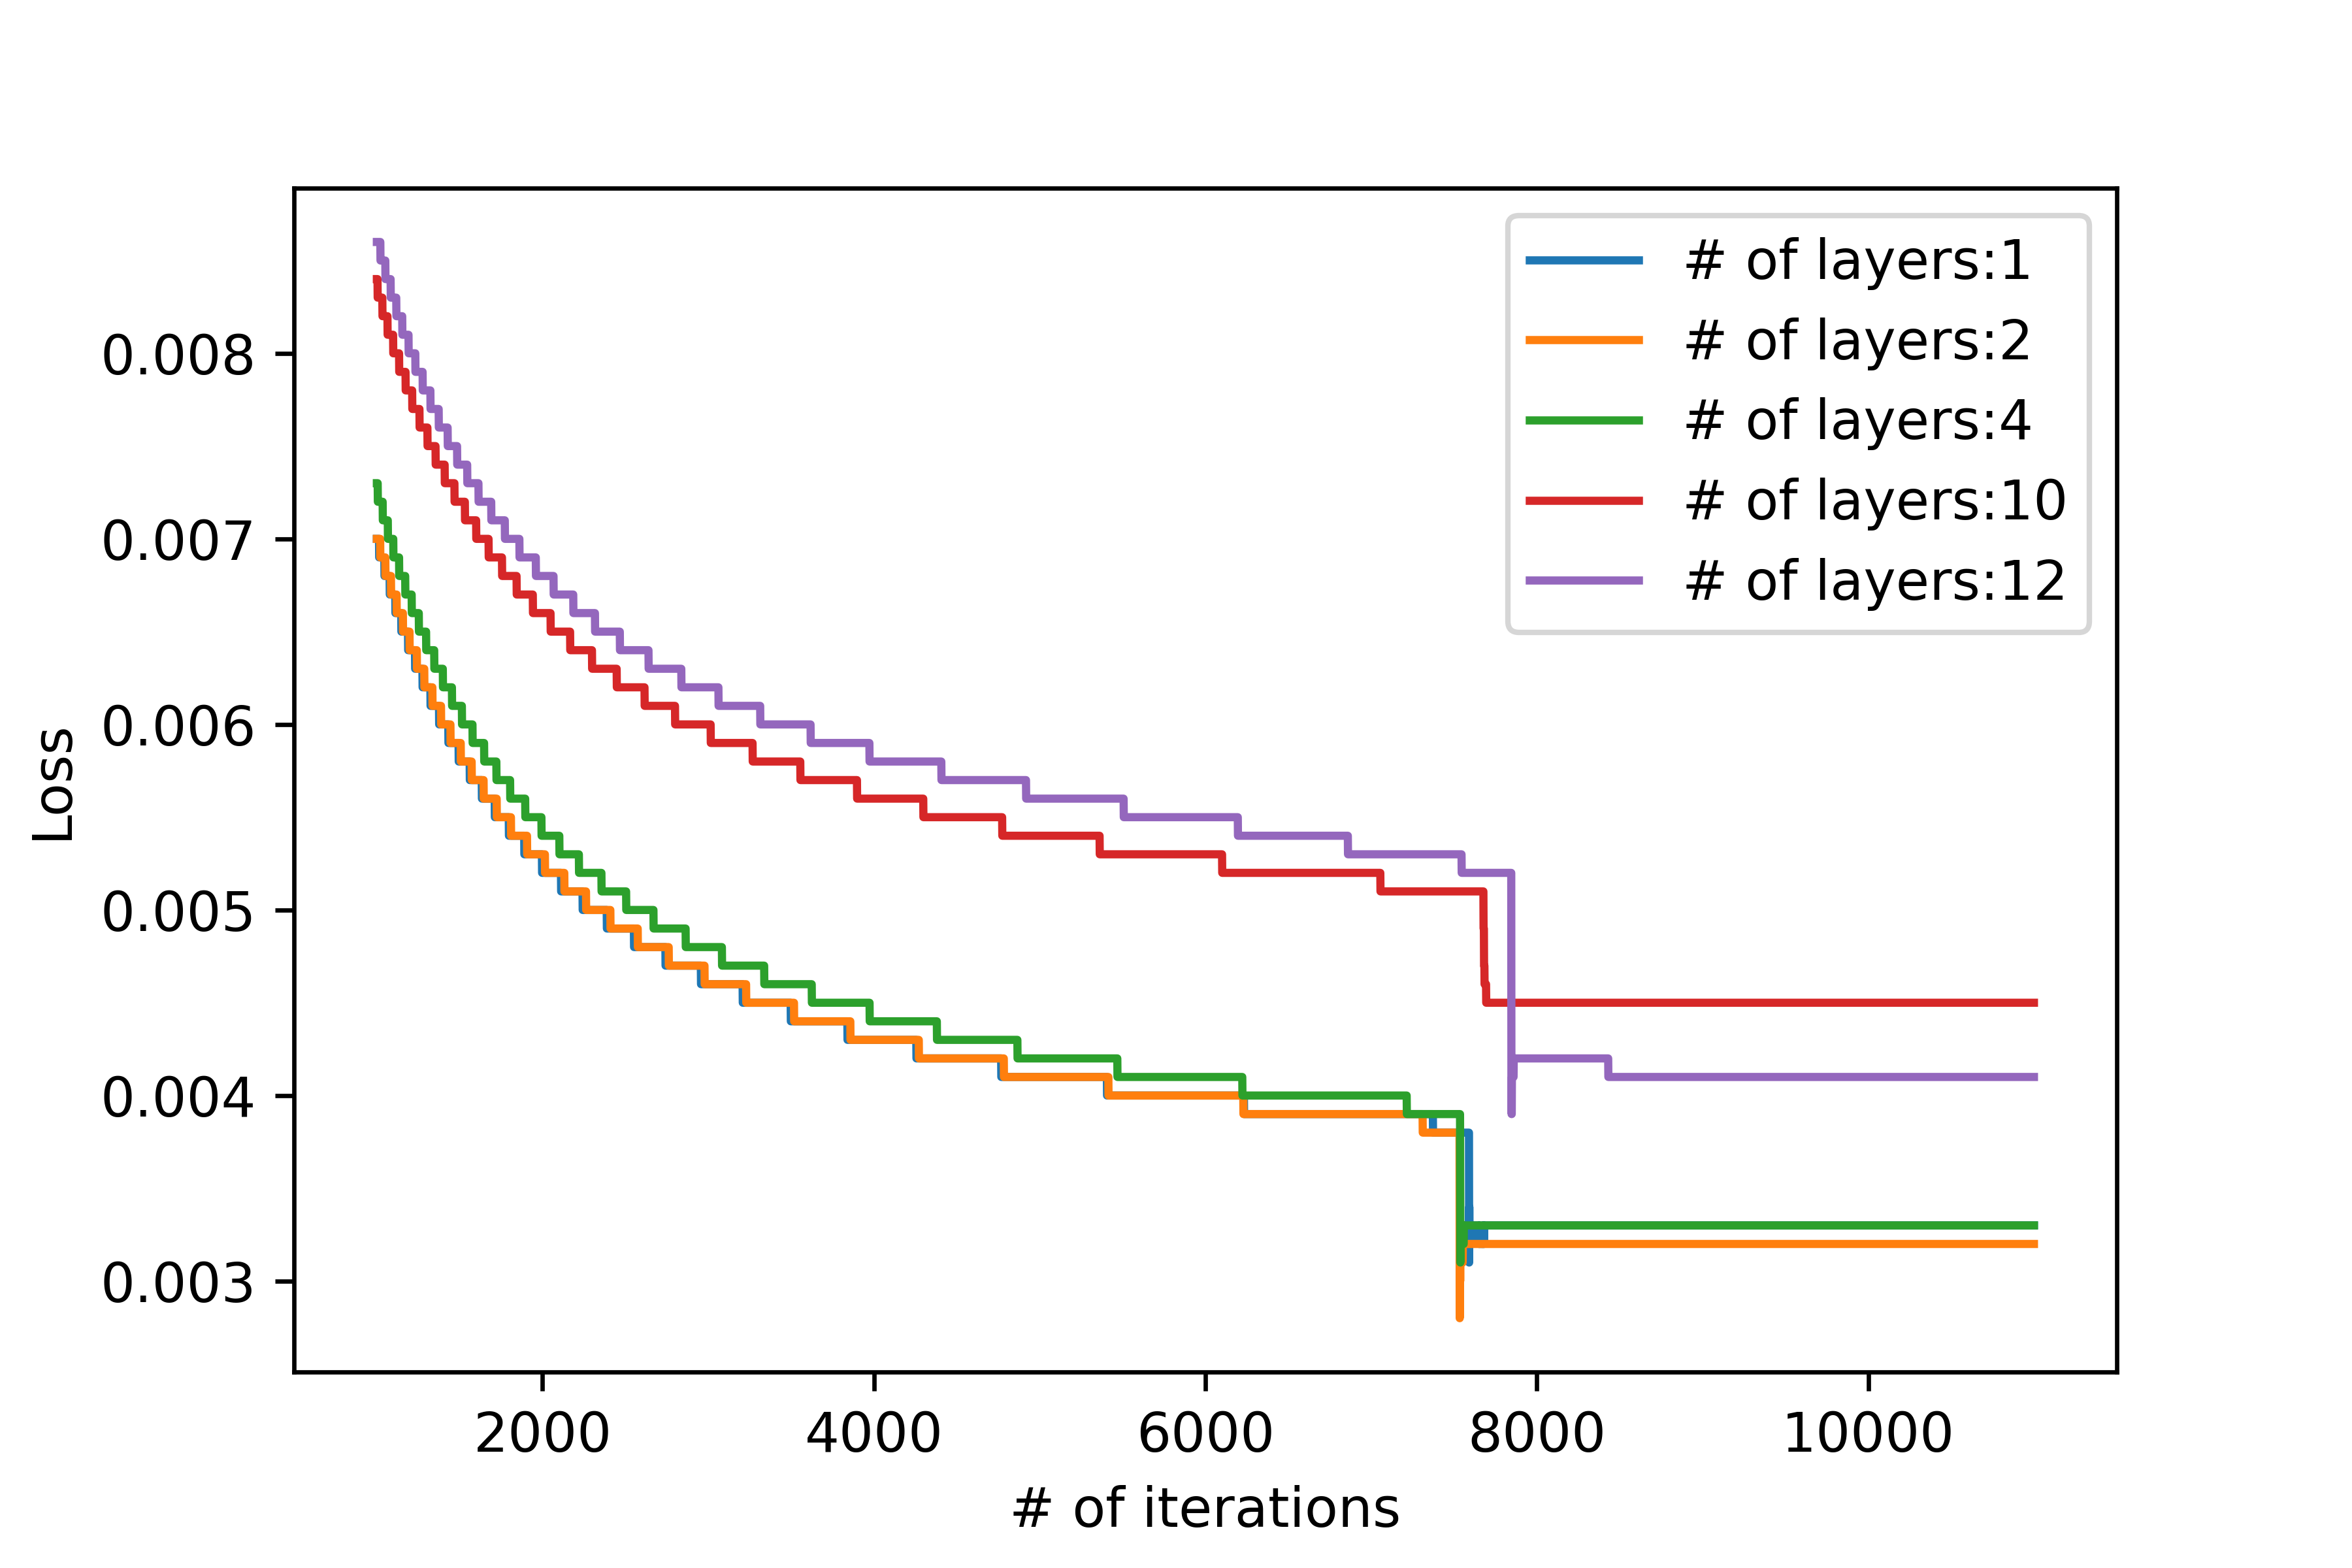 # of layers:1
# of layers:2
# of layers:4
# of layers:10
# of layers:12
0.008
0.007
0.006
0.005
0.004
0.003
Loss
2000 4000 6000 8000 10000
# of iterations